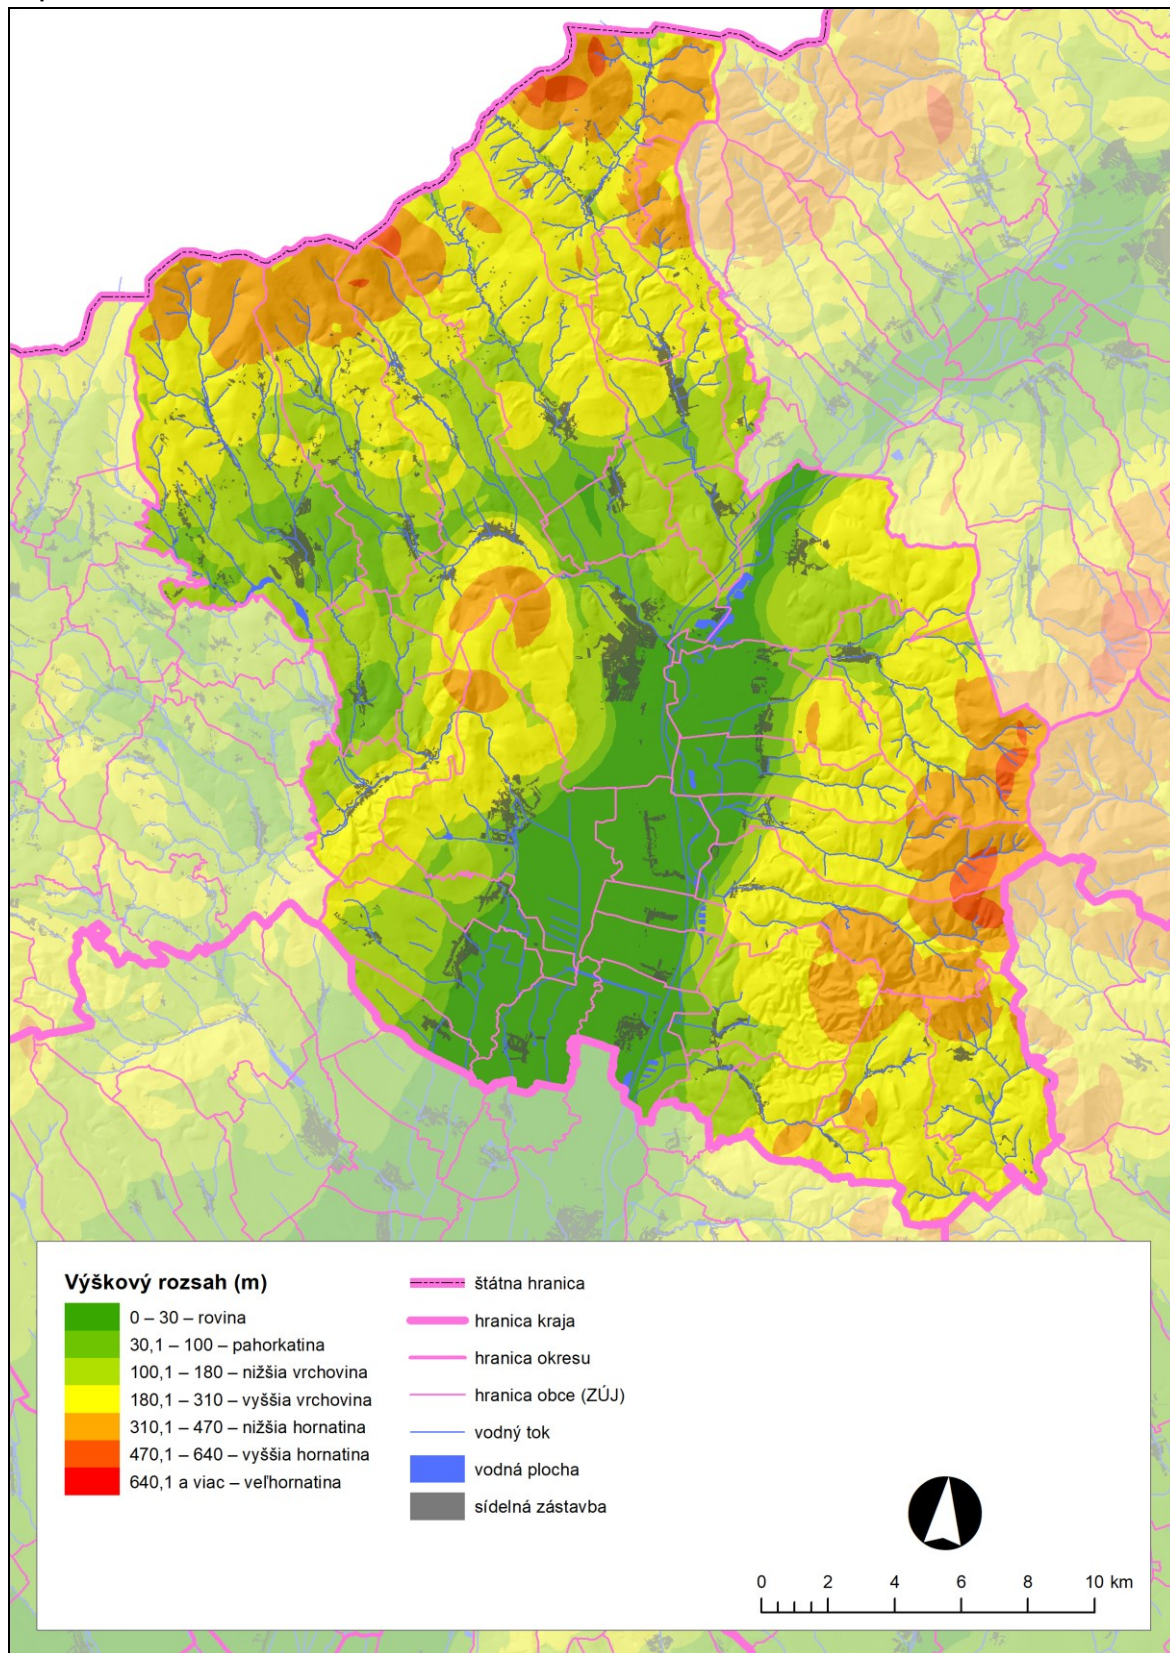 Výškový rozsah (m)
0 – 30 – rovina
30,1 – 100 – pahorkatina
100,1 – 180 – nižšia vrchovina
180,1 – 310 – vyššia vrchovina
310,1 – 470 – nižšia hornatina
470,1 – 640 – vyššia hornatina
640,1 a viac – veľhornatina
štátna hranica
hranica kraja
hranica okresu
hranica obce (ZÚJ)
vodný tok
vodná plocha
sídelná zástavba
0 2 4 6 8 10 km